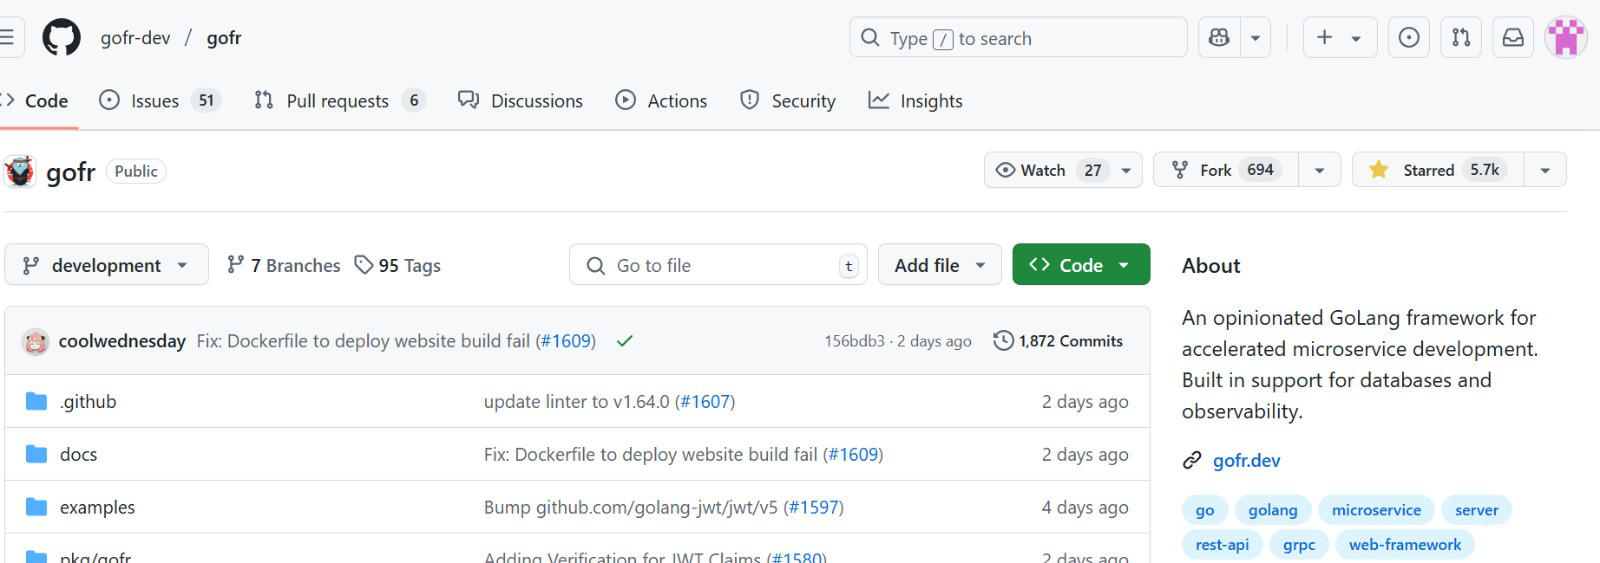 gofr-dev / gofr
Type / to search
Code Issues 51 Pull requests 6 Discussions Actions Security Insights
gofr Public
Watch 27 Fork 694 Starred 5.7k
development 7 Branches 95 Tags Go to file t Add file Code
coolwednesday Fix: Dockerfile to deploy website build fail (#1609) 156bdb3 · 2 days ago 1,872 Commits
.github update linter to v1.64.0 (#1607) 2 days ago
docs Fix: Dockerfile to deploy website build fail (#1609) 2 days ago
examples Bump github.com/golang-jwt/jwt/v5 (#1597) 4 days ago
pkg/gofr Adding Verification for JWT Claims (#1580) 2 days ago
About
An opinionated GoLang framework for
accelerated microservice development.
Built in support for databases and
observability.
gofr.dev
go golang microservice server
rest-api grpc web-framework